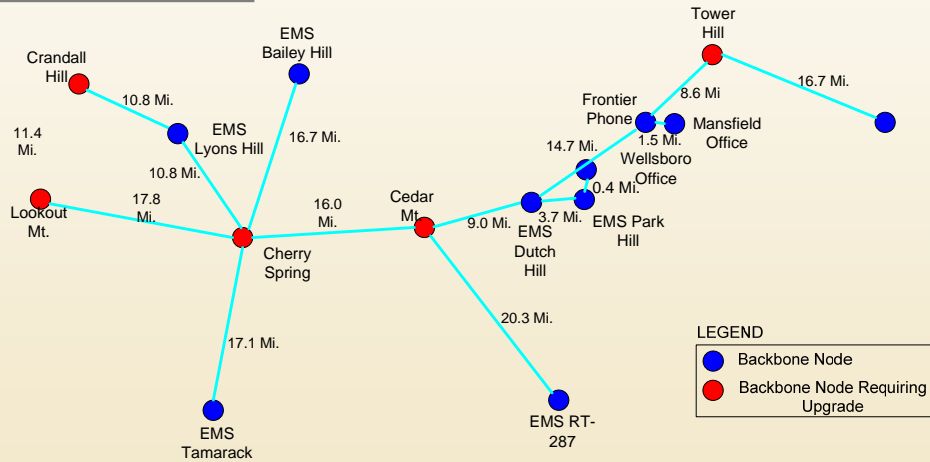 Tower
Hill
EMS
Bailey Hill
Crandall
Hill
10.8 Mi.
16.7 Mi.
8.6 Mi
Frontier
Phone
11.4
Mi.
EMS
Lyons Hill
16.7 Mi.
Mansfield
Office
1.5 Mi.
14.7 Mi.
Wellsboro
Office
10.8 Mi.
0.4 Mi.
17.8
Mi.
Lookout
Mt.
16.0
Mi.
Cedar
Mt.
9.0 Mi.
3.7 Mi.
EMS Park
Hill
EMS
Dutch
Hill
Cherry
Spring
20.3 Mi.
17.1 Mi.
LEGEND
Backbone Node
Backbone Node Requiring
Upgrade
EMS RT-
287
EMS
Tamarack